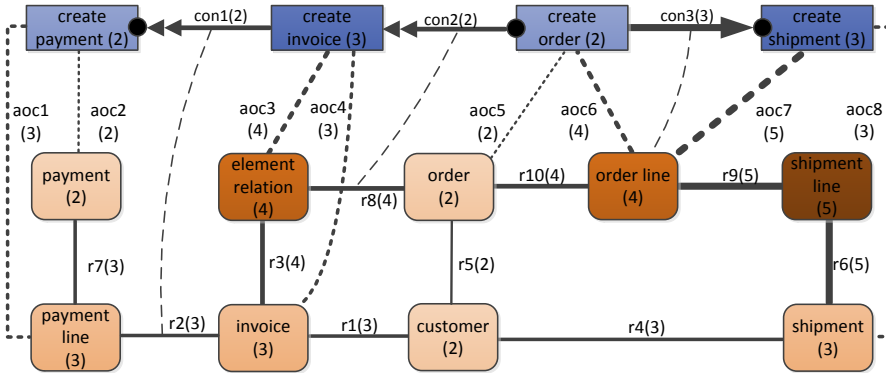 create
payment (2)
con1(2)
create
invoice (3)
con2(2)
create
order (2)
con3(3)
create
shipment (3)
aoc1
(3)
aoc2
(2)
aoc3
(4)
aoc4
(3)
aoc5
(2)
aoc6
(4)
aoc7
(5)
aoc8
(3)
payment
(2)
element
relation
(4)
r8(4)
order
(2)
r10(4)
order line
(4)
r9(5)
shipment
line
(5)
r7(3)
r3(4)
r5(2)
r6(5)
payment
line
(3)
r2(3)
invoice
(3)
r1(3)
customer
(2)
r4(3)
shipment
(3)